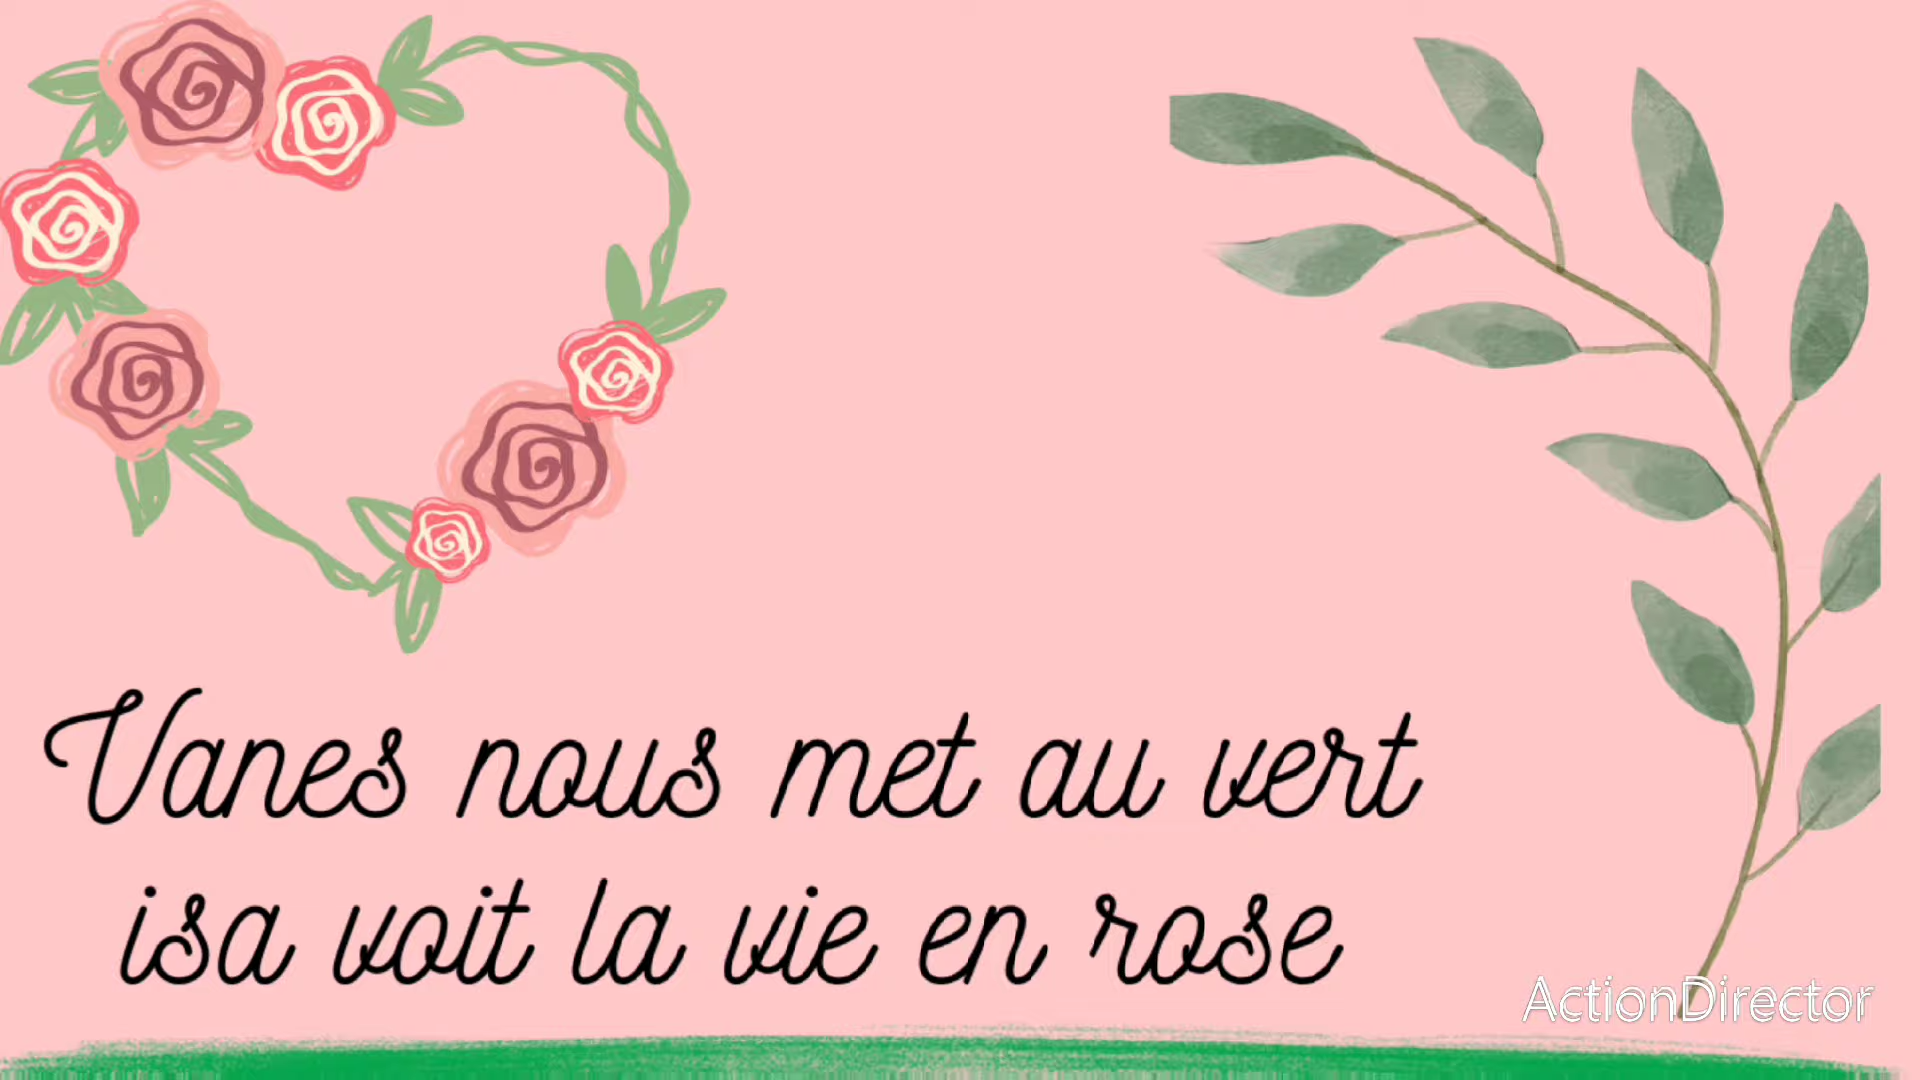 Vanes nous met au vert
isa voit la vie en rose
ActionDirector